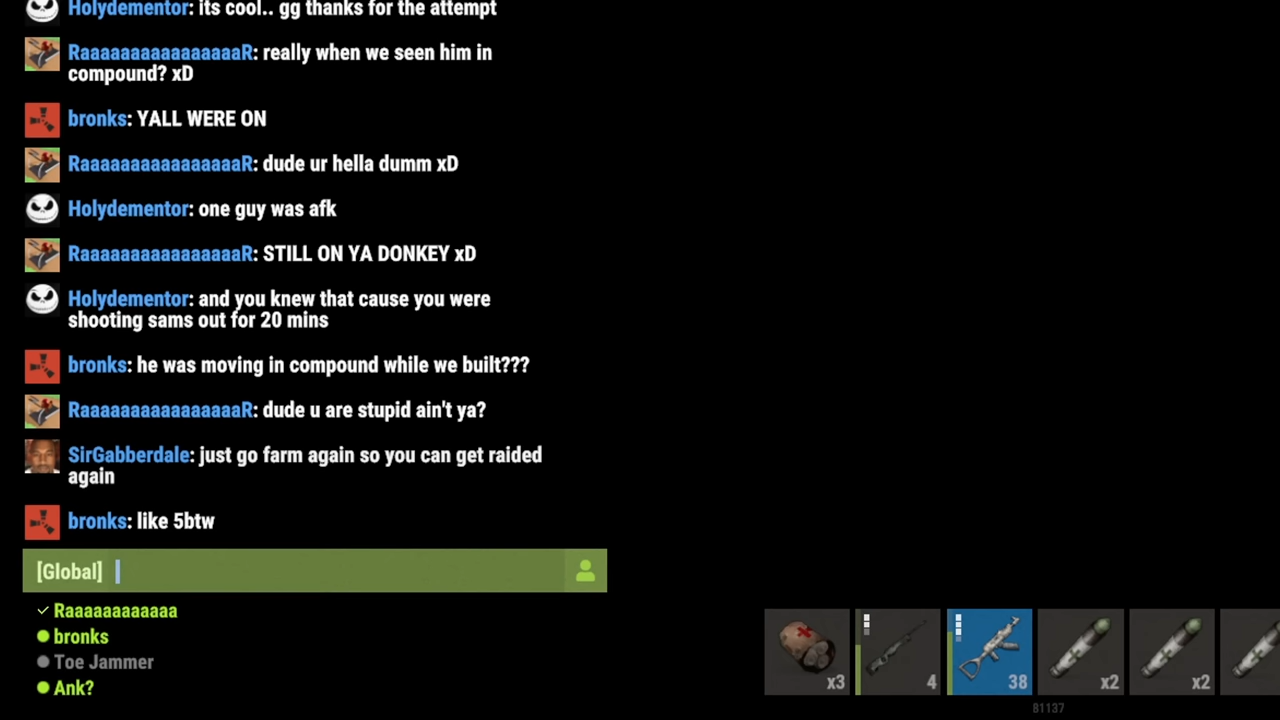 Holydementor: its cool.. gg thanks for the attempt
RaaaaaaaaaaaaaaaaR: really when we seen him in
compound? xD
bronks: YALL WERE ON
RaaaaaaaaaaaaaaaaR: dude ur hella dumm xD
Holydementor: one guy was afk
RaaaaaaaaaaaaaaaaR: STILL ON YA DONKEY xD
Holydementor: and you knew that cause you were
shooting sams out for 20 mins
bronks: he was moving in compound while we built???
RaaaaaaaaaaaaaaaaR: dude u are stupid ain't ya?
SirGabberdale: just go farm again so you can get raided
again
bronks: like 5btw
[Global]
Raaaaaaaaaaaa
bronks
Toe Jammer
Ank?
x3
4
38
x2
x2
81137